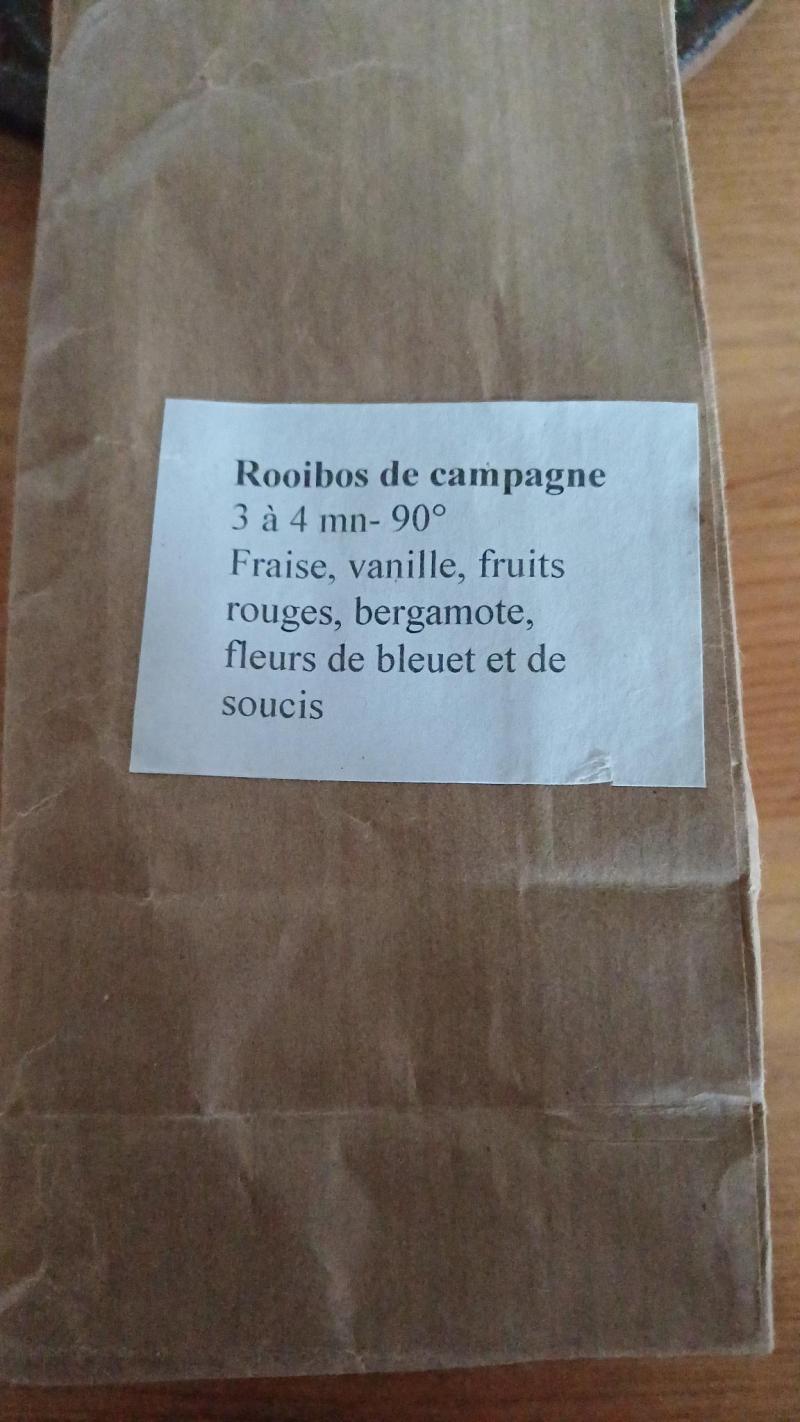 Rooibos de campagne
3 à 4 mn- 90°
Fraise, vanille, fruits
rouges, bergamote,
fleurs de bleuet et de
soucis